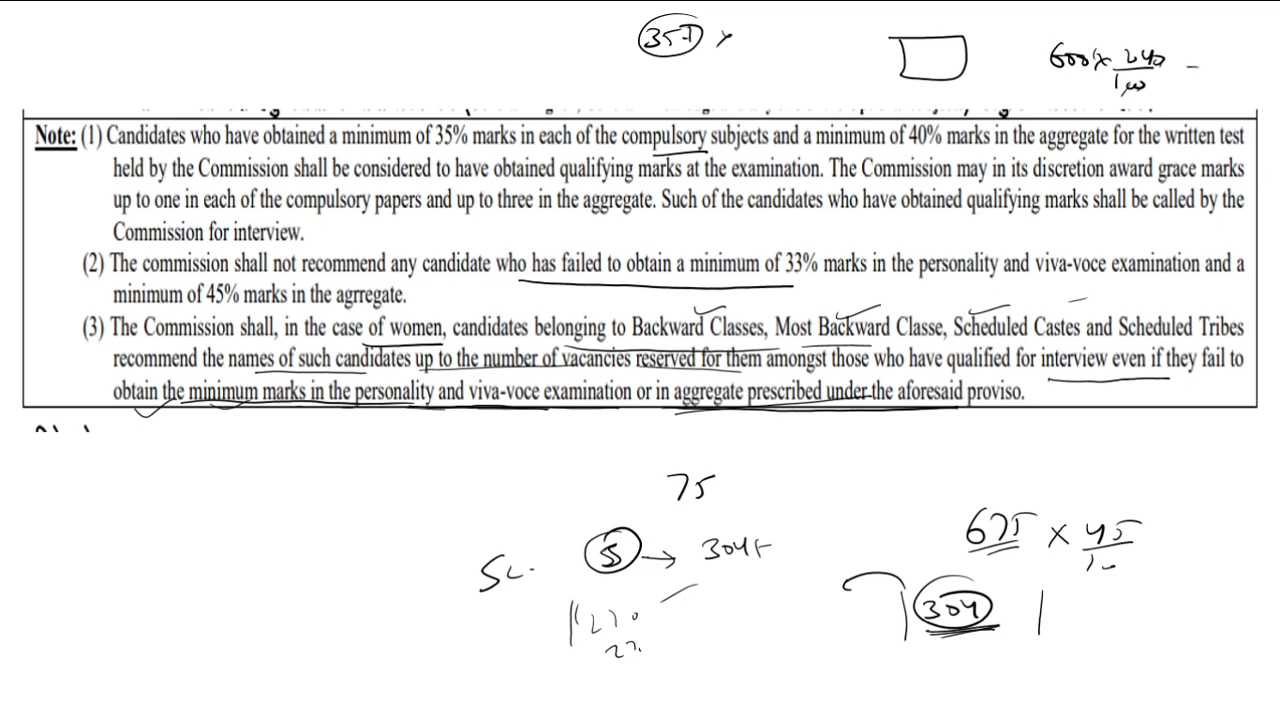 357 x
600 x 240 -
100
Note: (1) Candidates who have obtained a minimum of 35% marks in each of the compulsory subjects and a minimum of 40% marks in the aggregate for the written test
held by the Commission shall be considered to have obtained qualifying marks at the examination. The Commission may in its discretion award grace marks
up to one in each of the compulsory papers and up to three in the aggregate. Such of the candidates who have obtained qualifying marks shall be called by the
Commission for interview.
(2) The commission shall not recommend any candidate who has failed to obtain a minimum of 33% marks in the personality and viva-voce examination and a
minimum of 45% marks in the agrregate.
(3) The Commission shall, in the case of women, candidates belonging to Backward Classes, Most Backward Classe, Scheduled Castes and Scheduled Tribes
recommend the names of such candidates up to the number of vacancies reserved for them amongst those who have qualified for interview even if they fail to
obtain the minimum marks in the personality and viva-voce examination or in aggregate prescribed under the aforesaid proviso.
75
675 x 45
SC. 5 → 304
304
270